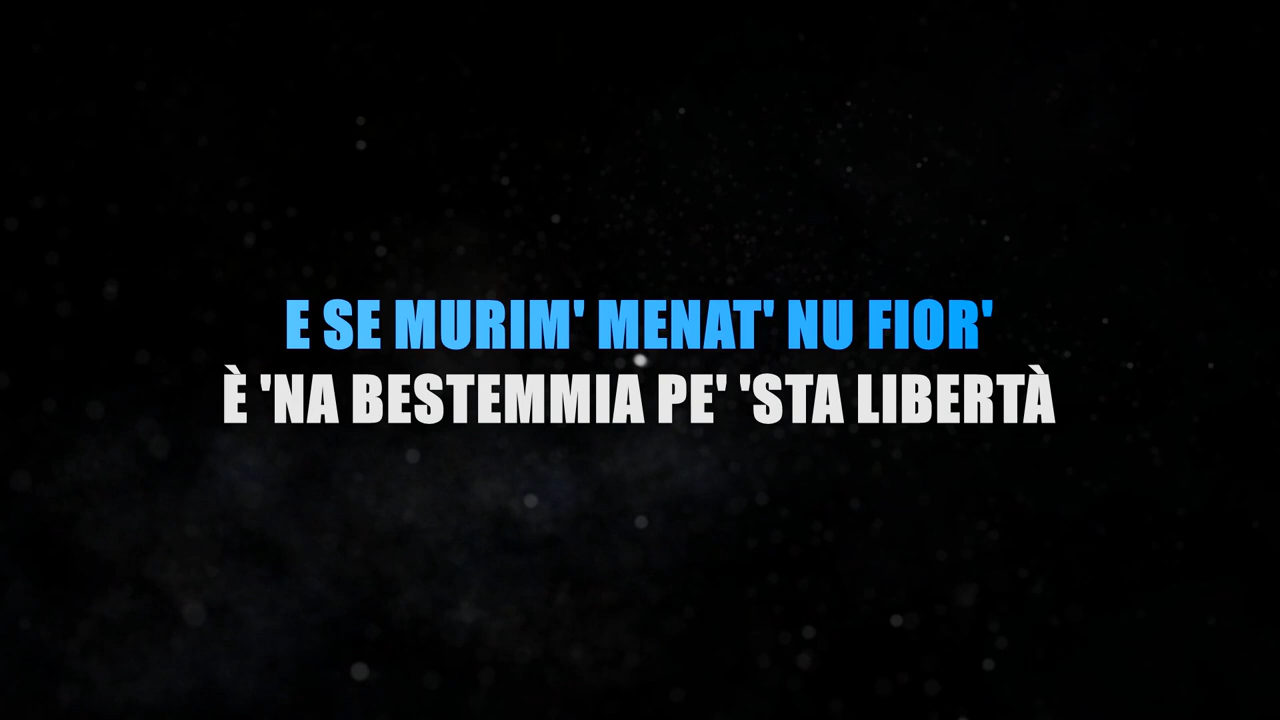 E SE MURIM' MENAT' NU FIOR'
È 'NA BESTEMMIA PE' 'STA LIBERTÀ